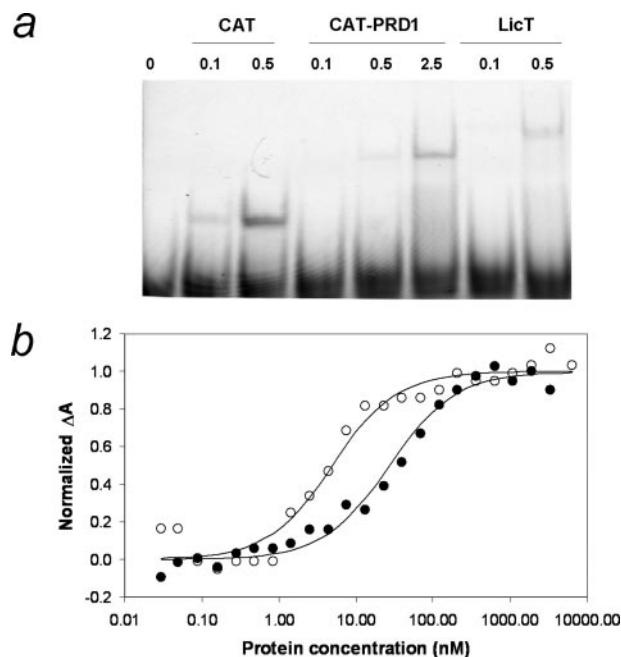 a
CAT CAT-PRD1 LicT
0 0.1 0.5 0.1 0.5 2.5 0.1 0.5
b
1.2
1.0
0.8
0.6
0.4
0.2
0.0
-0.2
Normalized ΔA
0.01 0.10 1.00 10.00 100.00 1000.00 10000.00
Protein concentration (nM)